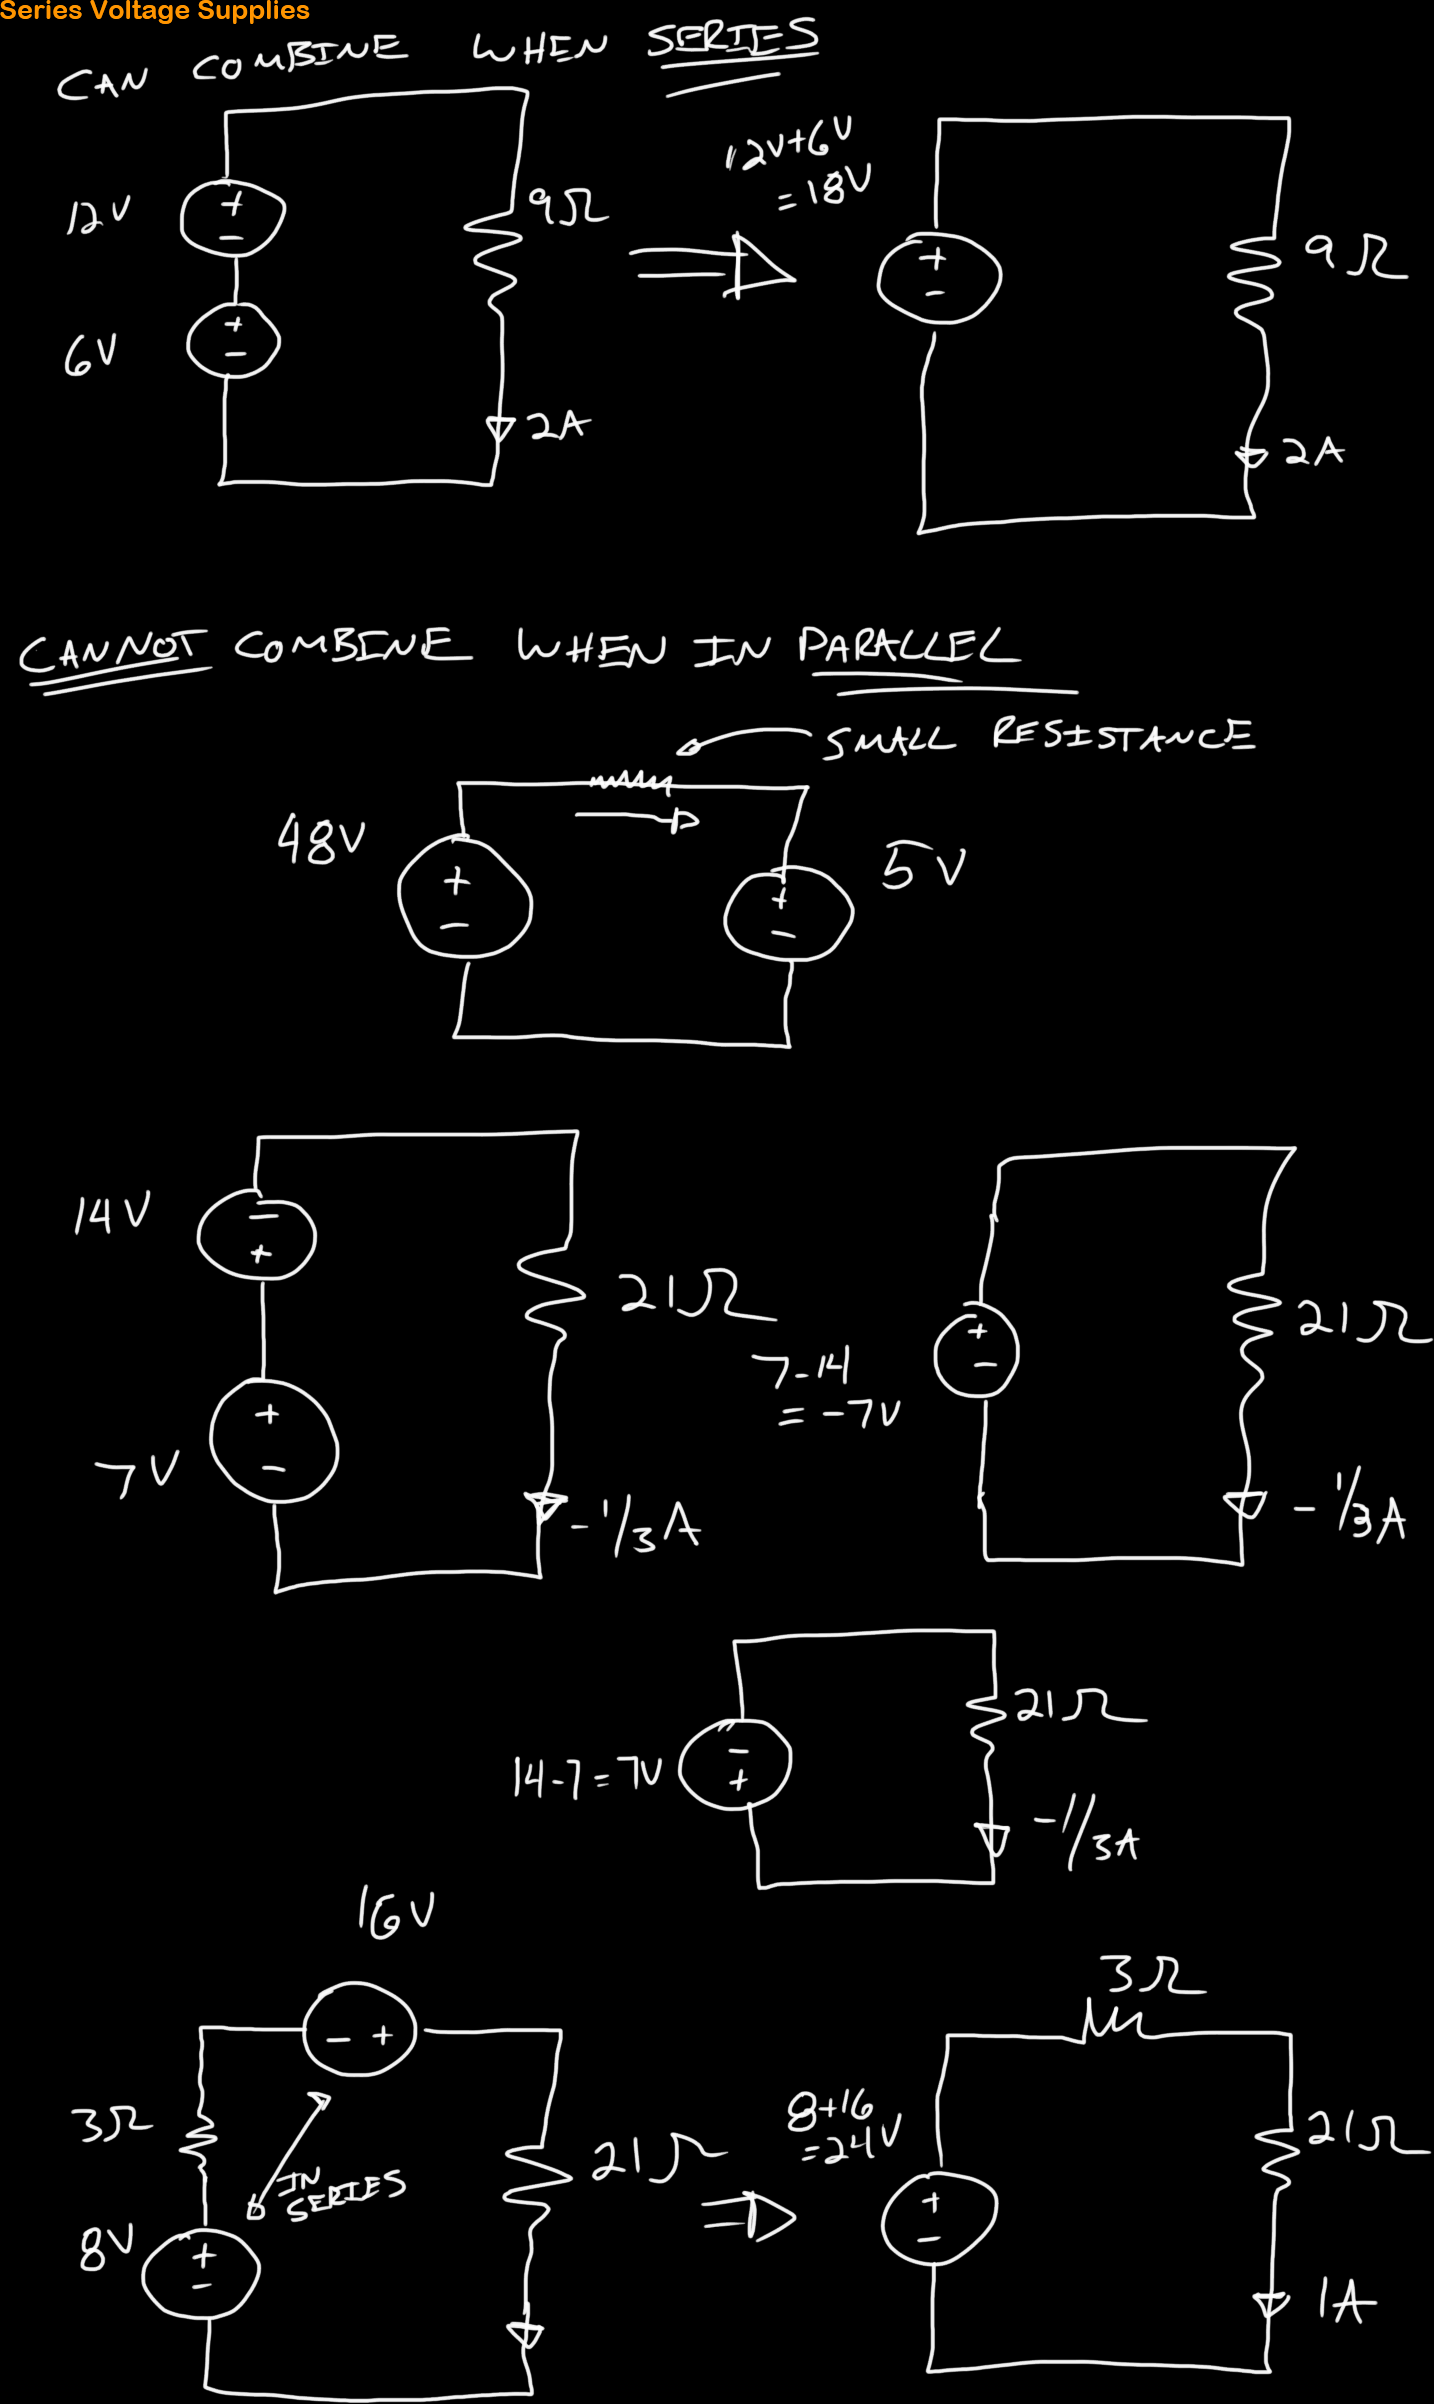 Series Voltage Supplies
CAN COMBINE WHEN SERIES
12V
+
-
9Ω
6V
+
-
2A
12V+6V
=18V
+
-
9Ω
2A
CANNOT COMBINE WHEN IN PARALLEL
SMALL RESISTANCE
48V
+
-
5V
+
-
14V
-
+
21Ω
7V
+
-
-1/3A
7-14
=-7V
+
-
21Ω
-1/3A
14-7=7V
-
+
21Ω
-1/3A
16V
- +
3Ω
IN
SERIES
21Ω
8V
+
-
3Ω
8+16
=24V
+
-
21Ω
1A